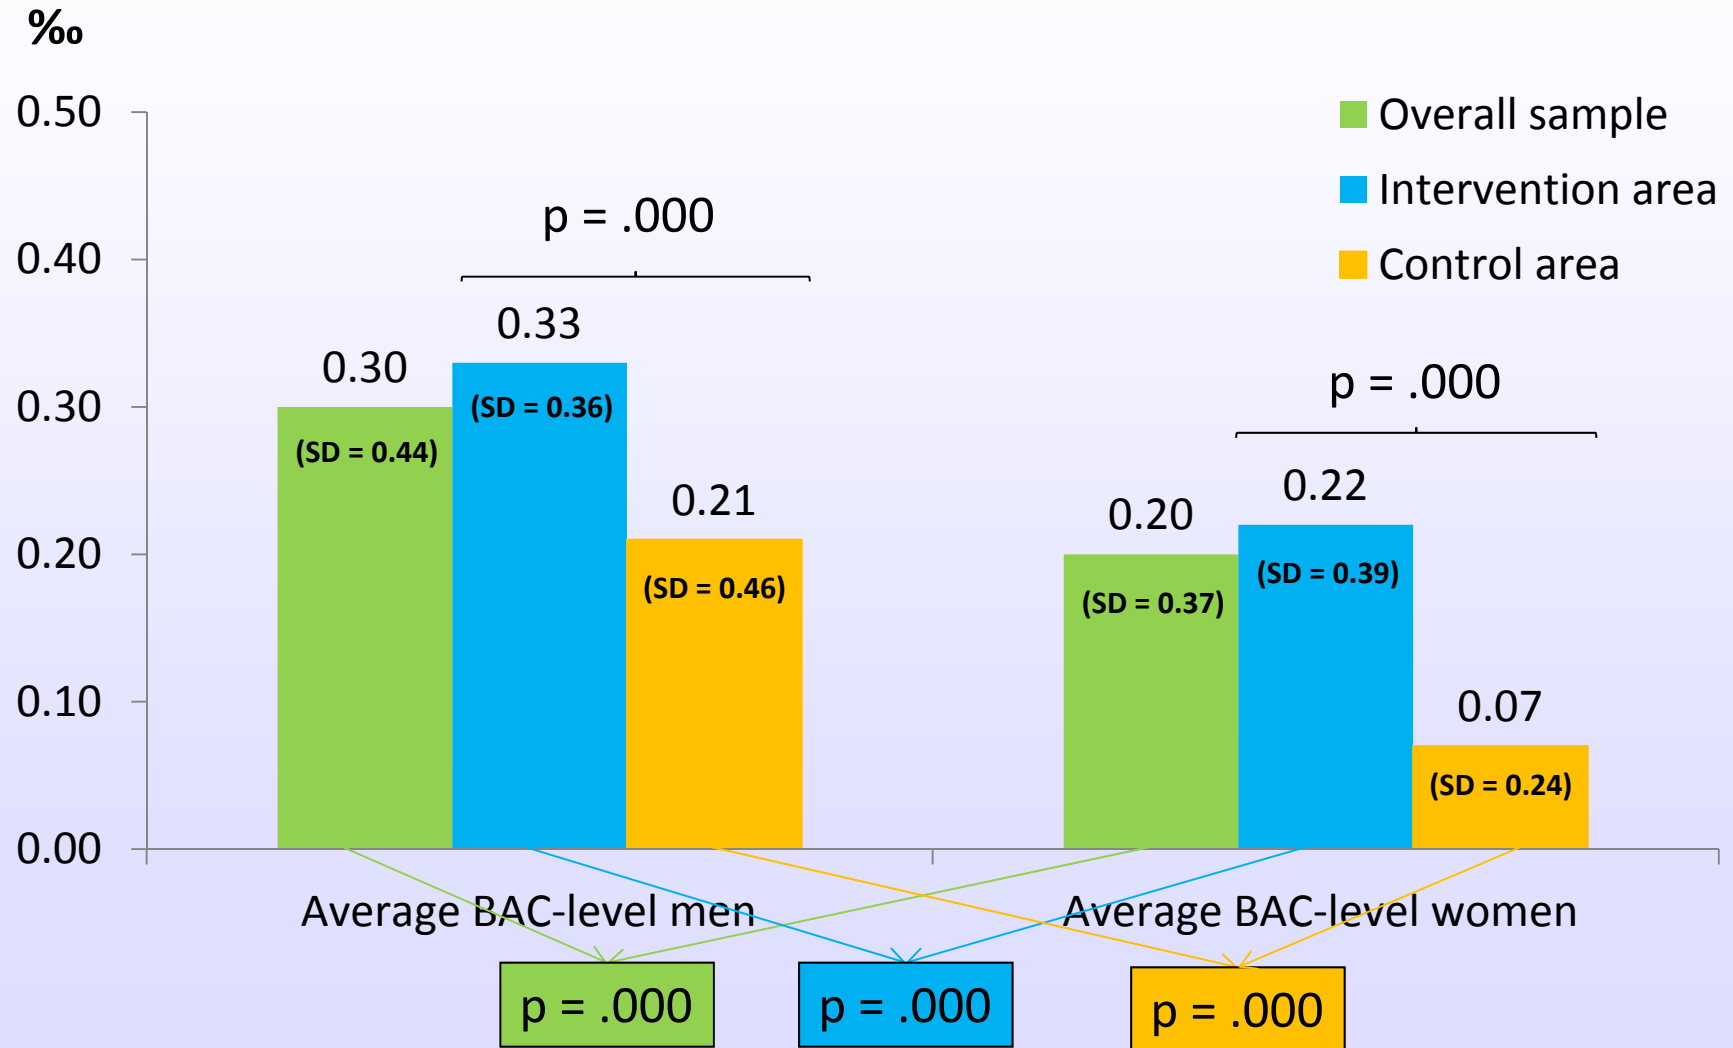 ‰
0.50
0.40
0.30
0.20
0.10
0.00
Overall sample
Intervention area
Control area
p = .000
0.30
0.33
0.21
(SD = 0.44)
(SD = 0.36)
(SD = 0.46)
p = .000
0.20
0.22
0.07
(SD = 0.37)
(SD = 0.39)
(SD = 0.24)
Average BAC-level men
Average BAC-level women
p = .000
p = .000
p = .000